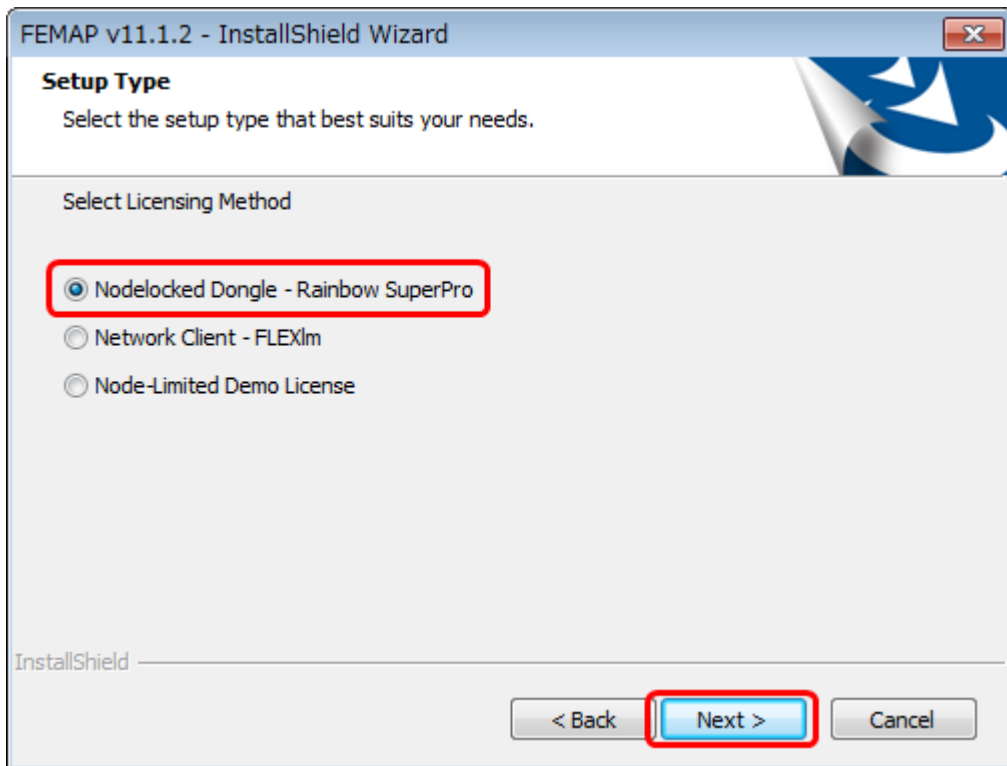 FEMAP v11.1.2 - InstallShield Wizard
Setup Type
Select the setup type that best suits your needs.
Select Licensing Method
Nodelocked Dongle - Rainbow SuperPro
Network Client - FLEXlm
Node-Limited Demo License
InstallShield
< Back Next > Cancel